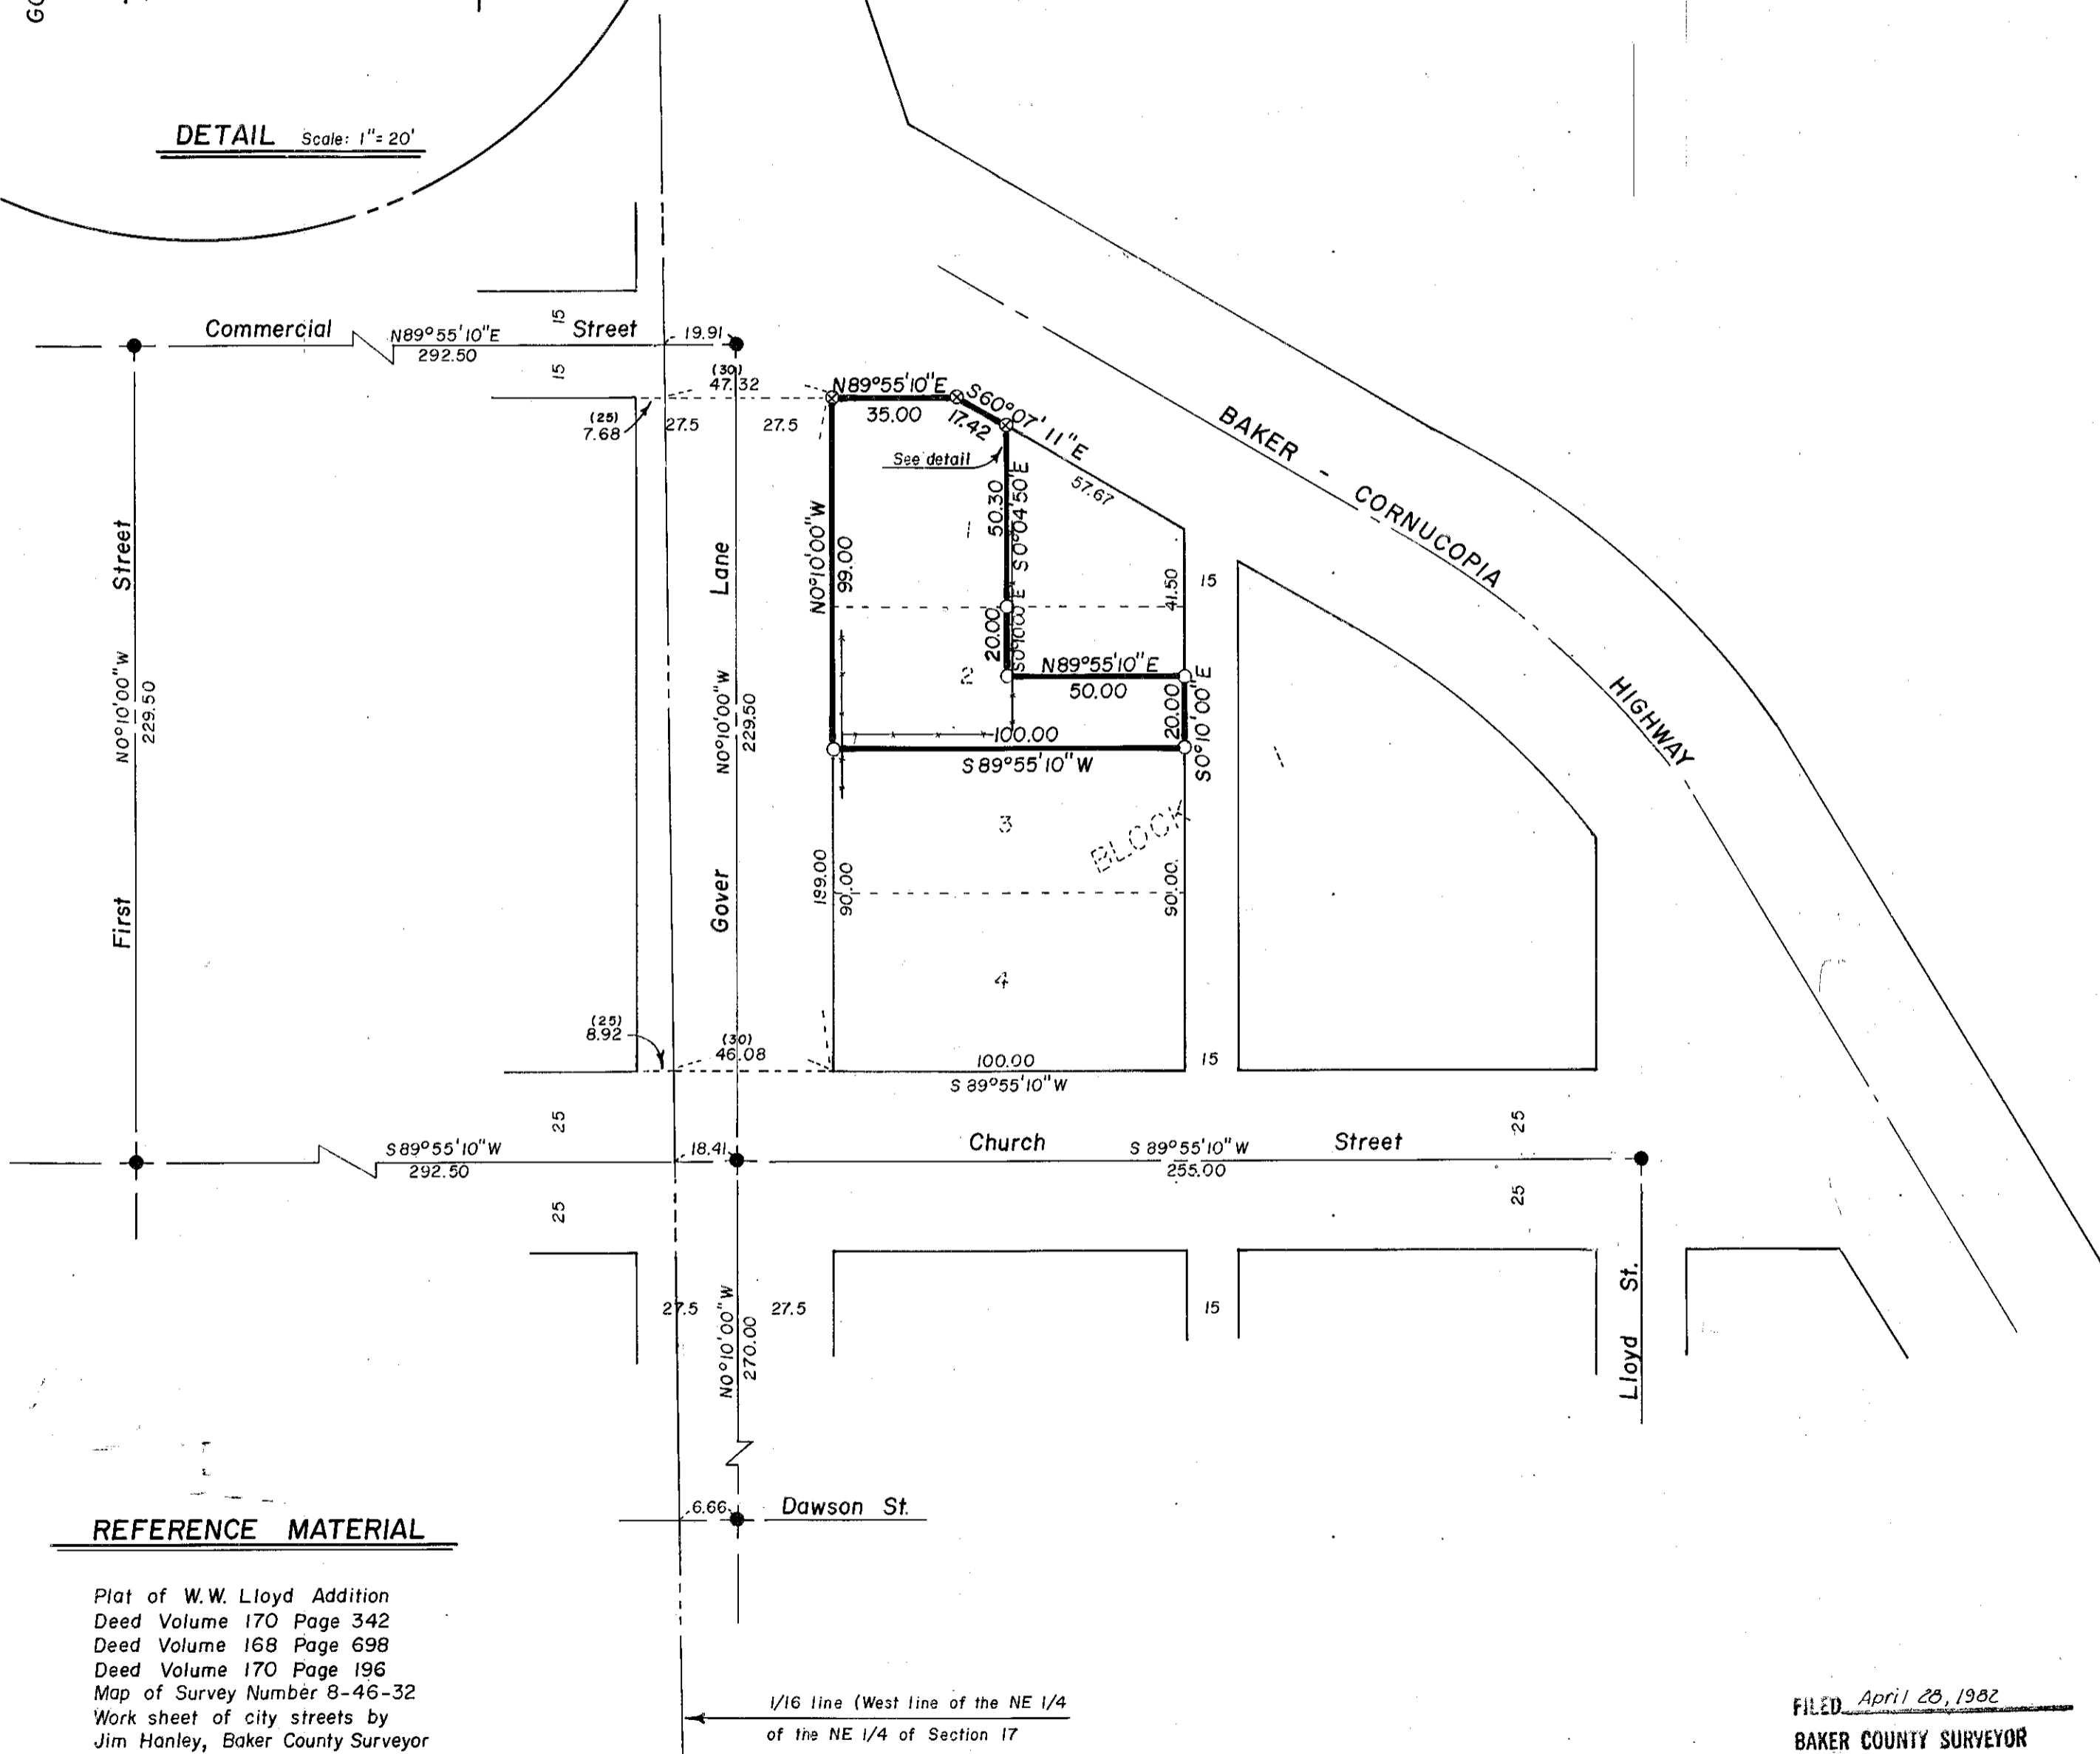 DETAIL Scale: 1"=20'
Commercial Street
N89°55'10"E
292.50
19.91
15
15
(30)
47.32
(25)
7.68
27.5
27.5
N89°55'10"E
35.00
S60°07'11"E
17.42
57.67
See detail
BAKER - CORNUCOPIA HIGHWAY
First Street
N0°10'00"W
229.50
Gover Lane
N0°10'00"W
229.50
N0°10'00"W
99.00
1
50.30
S0°04'50"E
41.50
15
20.00
S0°10'00"E
2
N89°55'10"E
50.00
20.00
S0°10'00"E
100.00
S89°55'10"W
3
BLOCK
189.00
90.00
90.00
4
(25)
8.92
(30)
46.08
100.00
S 89°55'10"W
15
25
25
S89°55'10"W
292.50
18.41
Church Street
S 89°55'10"W
255.00
25
25
27.5
27.5
15
N0°10'00"W
270.00
Lloyd St.
6.66
Dawson St.
REFERENCE MATERIAL
Plat of W.W. Lloyd Addition
Deed Volume 170 Page 342
Deed Volume 168 Page 698
Deed Volume 170 Page 196
Map of Survey Number 8-46-32
Work sheet of city streets by
Jim Hanley, Baker County Surveyor
1/16 line (West line of the NE 1/4
of the NE 1/4 of Section 17
FILED April 28, 1982
BAKER COUNTY SURVEYOR